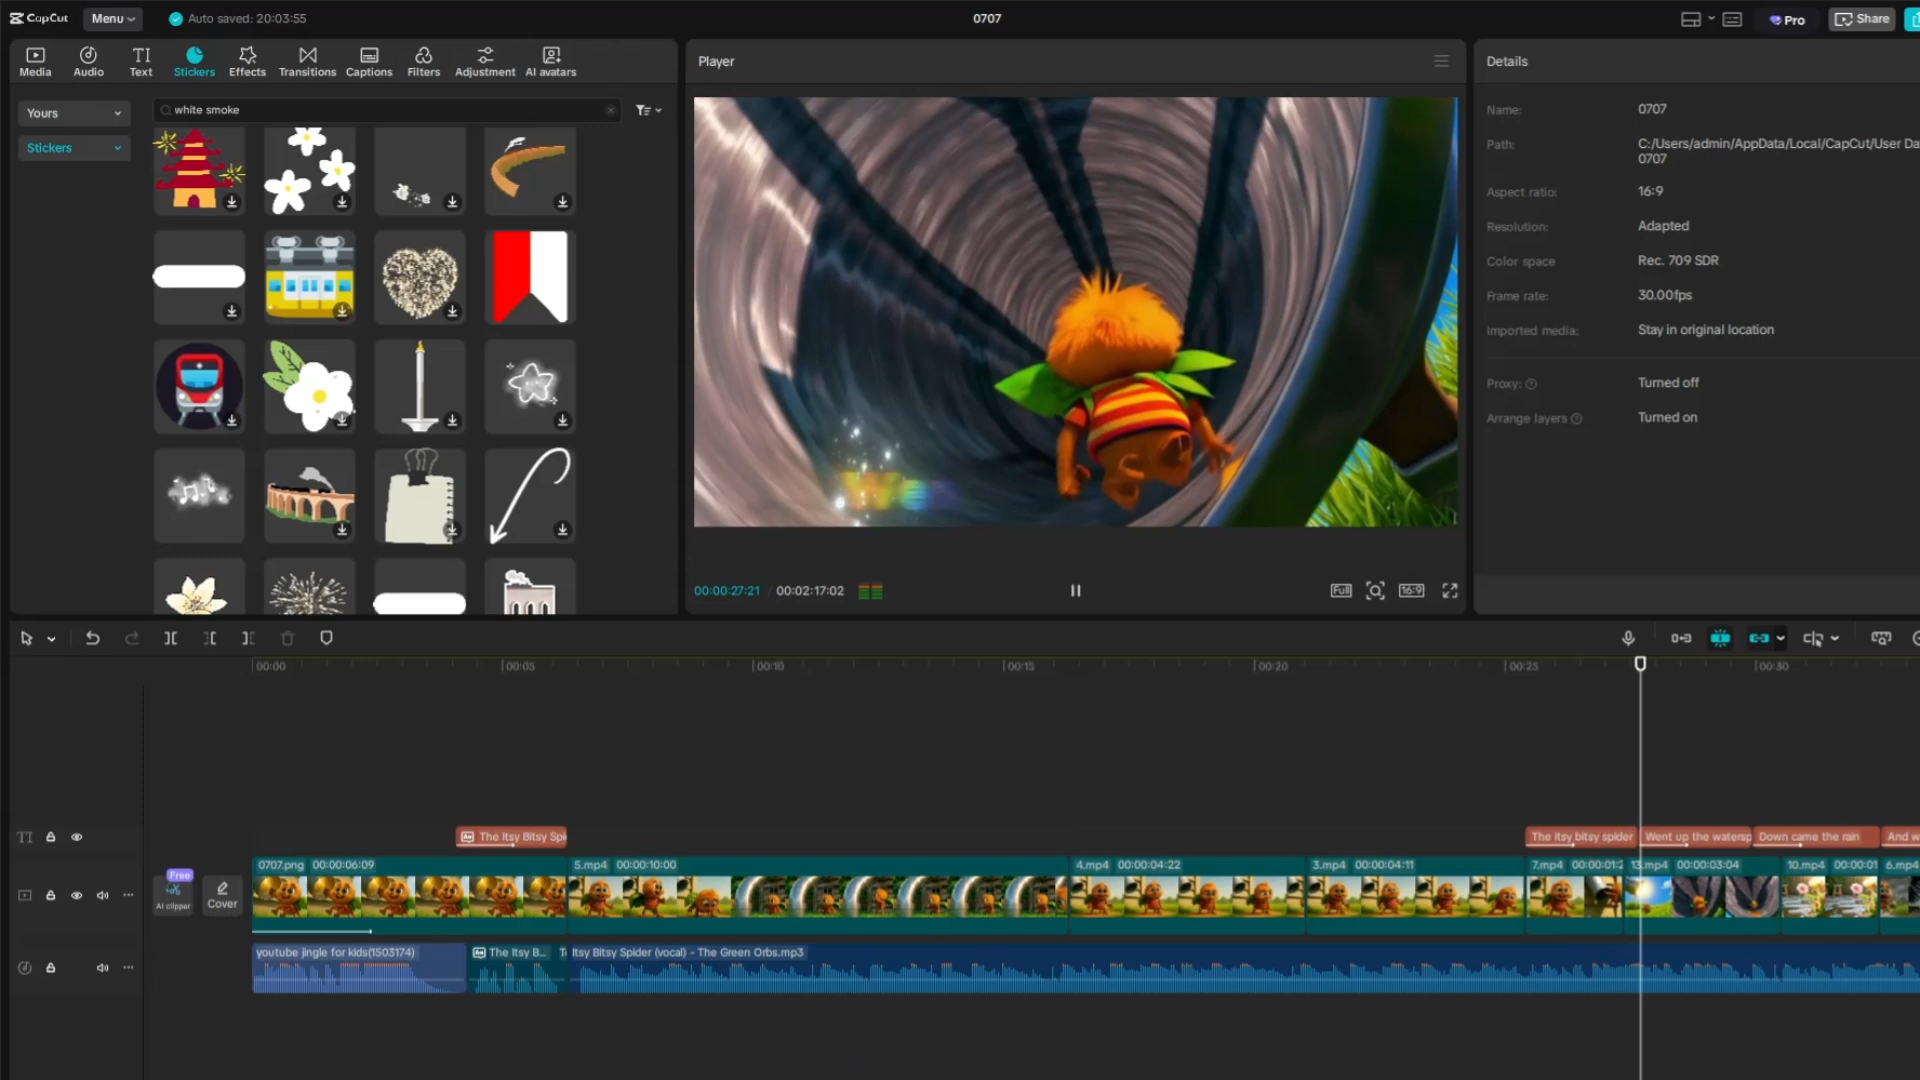 CapCut
Menu
Auto saved: 20:03:55
0707
Pro
Share
Media
Audio
Text
Stickers
Effects
Transitions
Captions
Filters
Adjustment
AI avatars
Yours
Stickers
white smoke
Player
00:00:27:21 / 00:02:17:02
Full
16:9
Details
Name: 0707
Path: C:/Users/admin/AppData/Local/CapCut/User Da
0707
Aspect ratio: 16:9
Resolution: Adapted
Color space Rec. 709 SDR
Frame rate: 30.00fps
Imported media: Stay in original location
Proxy: Turned off
Arrange layers Turned on
00:00
00:05
00:10
00:15
00:20
00:25
00:30
TI
The Itsy Bitsy Spi
The itsy bitsy spider
Went up the watersp
Down came the rain
And w
Free
AI clipper
Cover
0707.png 00:00:06:09
5.mp4 00:00:10:00
4.mp4 00:00:04:22
3.mp4 00:00:04:11
7.mp4 00:00:01:2
13.mp4 00:00:03:04
10.mp4 00:00:01
6.mp4
youtube jingle for kids(1503174)
The Itsy B...
Itsy Bitsy Spider (vocal) - The Green Orbs.mp3